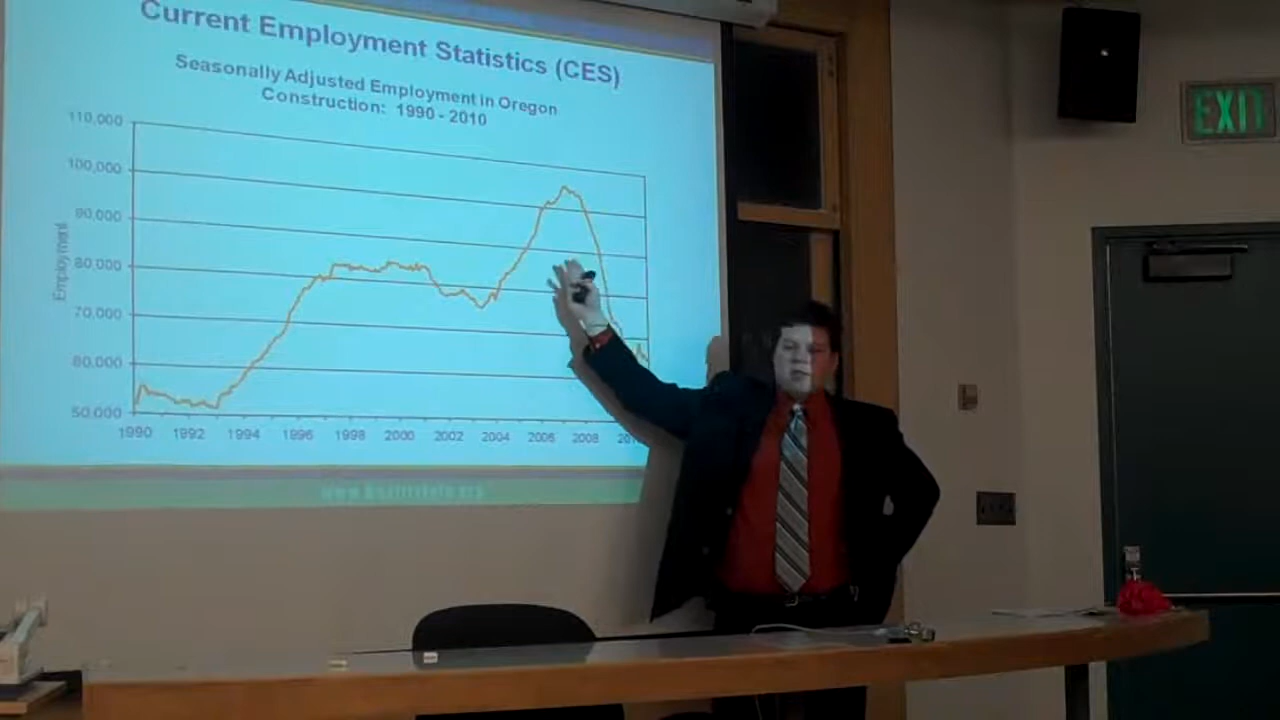 Current Employment Statistics (CES)
Seasonally Adjusted Employment in Oregon
Construction: 1990 - 2010
110,000
100,000
90,000
80,000
70,000
60,000
50,000
Employment
1990 1992 1994 1996 1998 2000 2002 2004 2006 2008
EXIT